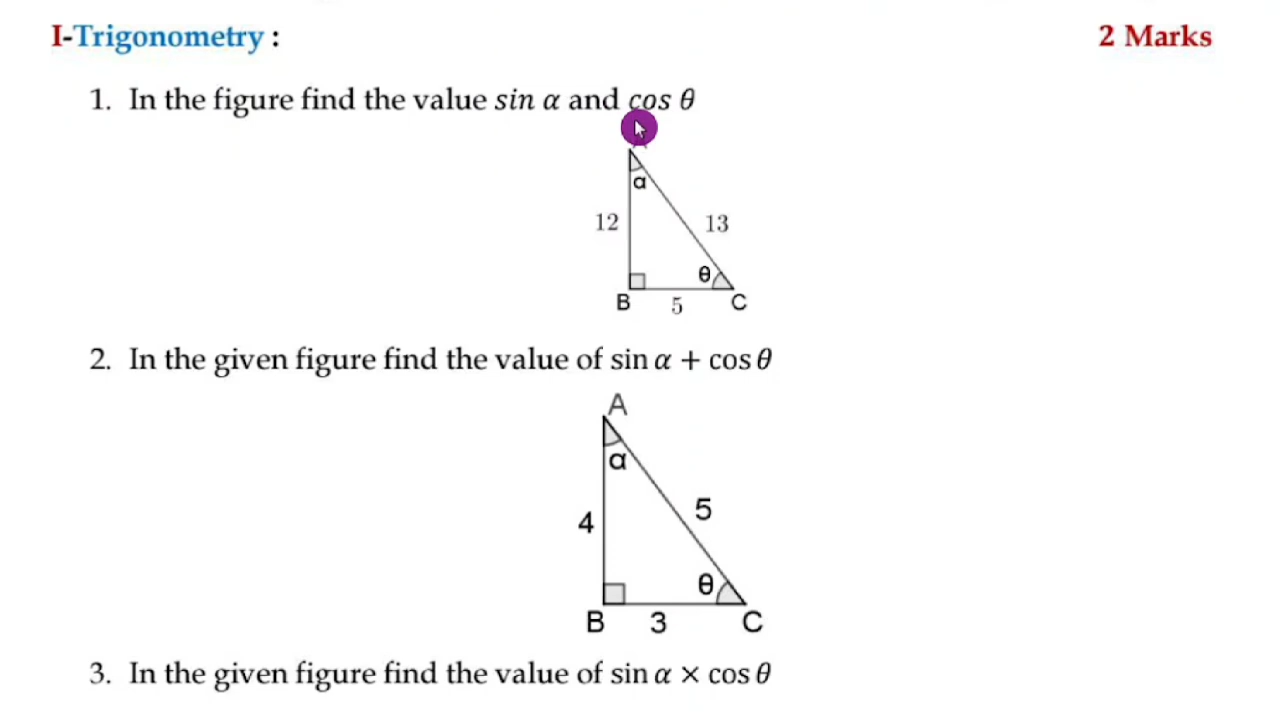 I-Trigonometry :
2 Marks
1. In the figure find the value sin α and cos θ
α
12
13
θ
B
5
C
2. In the given figure find the value of sin α + cos θ
A
α
4
5
θ
B
3
C
3. In the given figure find the value of sin α × cos θ